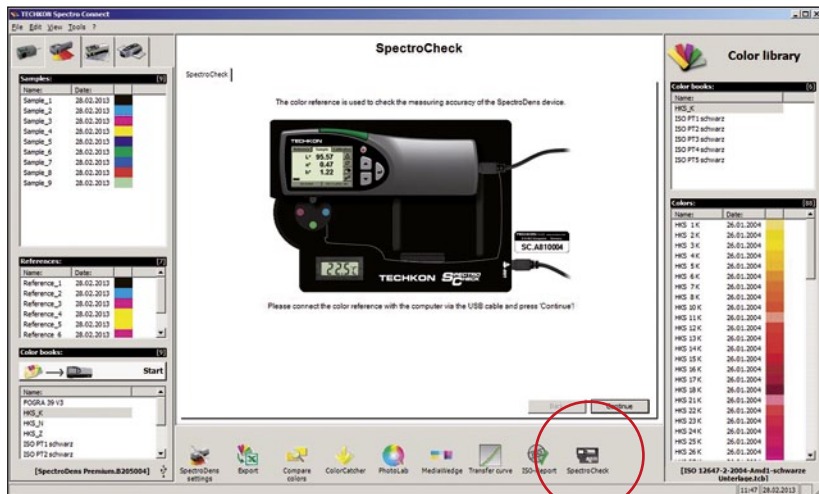 TECHKON Spectro Connect
File Edit View Tools ?
Samples: [9]
Name: Date:
Sample_1 28.02.2013
Sample_2 28.02.2013
Sample_3 28.02.2013
Sample_4 28.02.2013
Sample_5 28.02.2013
Sample_6 28.02.2013
Sample_7 28.02.2013
Sample_8 28.02.2013
Sample_9 28.02.2013
References: [7]
Name: Date:
Reference_1 28.02.2013
Reference_2 28.02.2013
Reference_3 28.02.2013
Reference_4 28.02.2013
Reference_5 28.02.2013
Reference 6 28.02.2013
Color books: [9]
Start
Name:
FOGRA 39 V3
HKS_K
HKS_N
HKS_Z
ISO PT1 schwarz
ISO PT2 schwarz
[SpectroDens Premium.B205004]
SpectroCheck
SpectroCheck
The color reference is used to check the measuring accuracy of the SpectroDens device.
TECHKON
Sample
L* 95.57
a* 0.47
b* 1.22
SC.A810004
22.5°C
TECHKON SPECTRO CHECK
Please connect the color reference with the computer via the USB cable and press 'Continue'!
Continue
SpectroDens settings
Export
Compare colors
ColorCatcher
PhotoLab
MediaWedge
Transfer curve
ISO-Report
SpectroCheck
Color library
Color books: [6]
Name:
HKS_K
ISO PT1 schwarz
ISO PT2 schwarz
ISO PT3 schwarz
ISO PT4 schwarz
ISO PT5 schwarz
Colors: [88]
Name: Date:
HKS 1 K 26.01.2004
HKS 2 K 26.01.2004
HKS 3 K 26.01.2004
HKS 4 K 26.01.2004
HKS 5 K 26.01.2004
HKS 6 K 26.01.2004
HKS 7 K 26.01.2004
HKS 8 K 26.01.2004
HKS 10 K 26.01.2004
HKS 11 K 26.01.2004
HKS 12 K 26.01.2004
HKS 13 K 26.01.2004
HKS 14 K 26.01.2004
HKS 15 K 26.01.2004
HKS 16 K 26.01.2004
HKS 17 K 26.01.2004
HKS 18 K 26.01.2004
HKS 21 K 26.01.2004
HKS 22 K 26.01.2004
HKS 23 K 26.01.2004
HKS 24 K 26.01.2004
HKS 25 K 26.01.2004
HKS 26 K 26.01.2004
[ISO 12647-2-2004-Amd1-schwarze
Unterlage.tcb]
11:47 28.02.2013